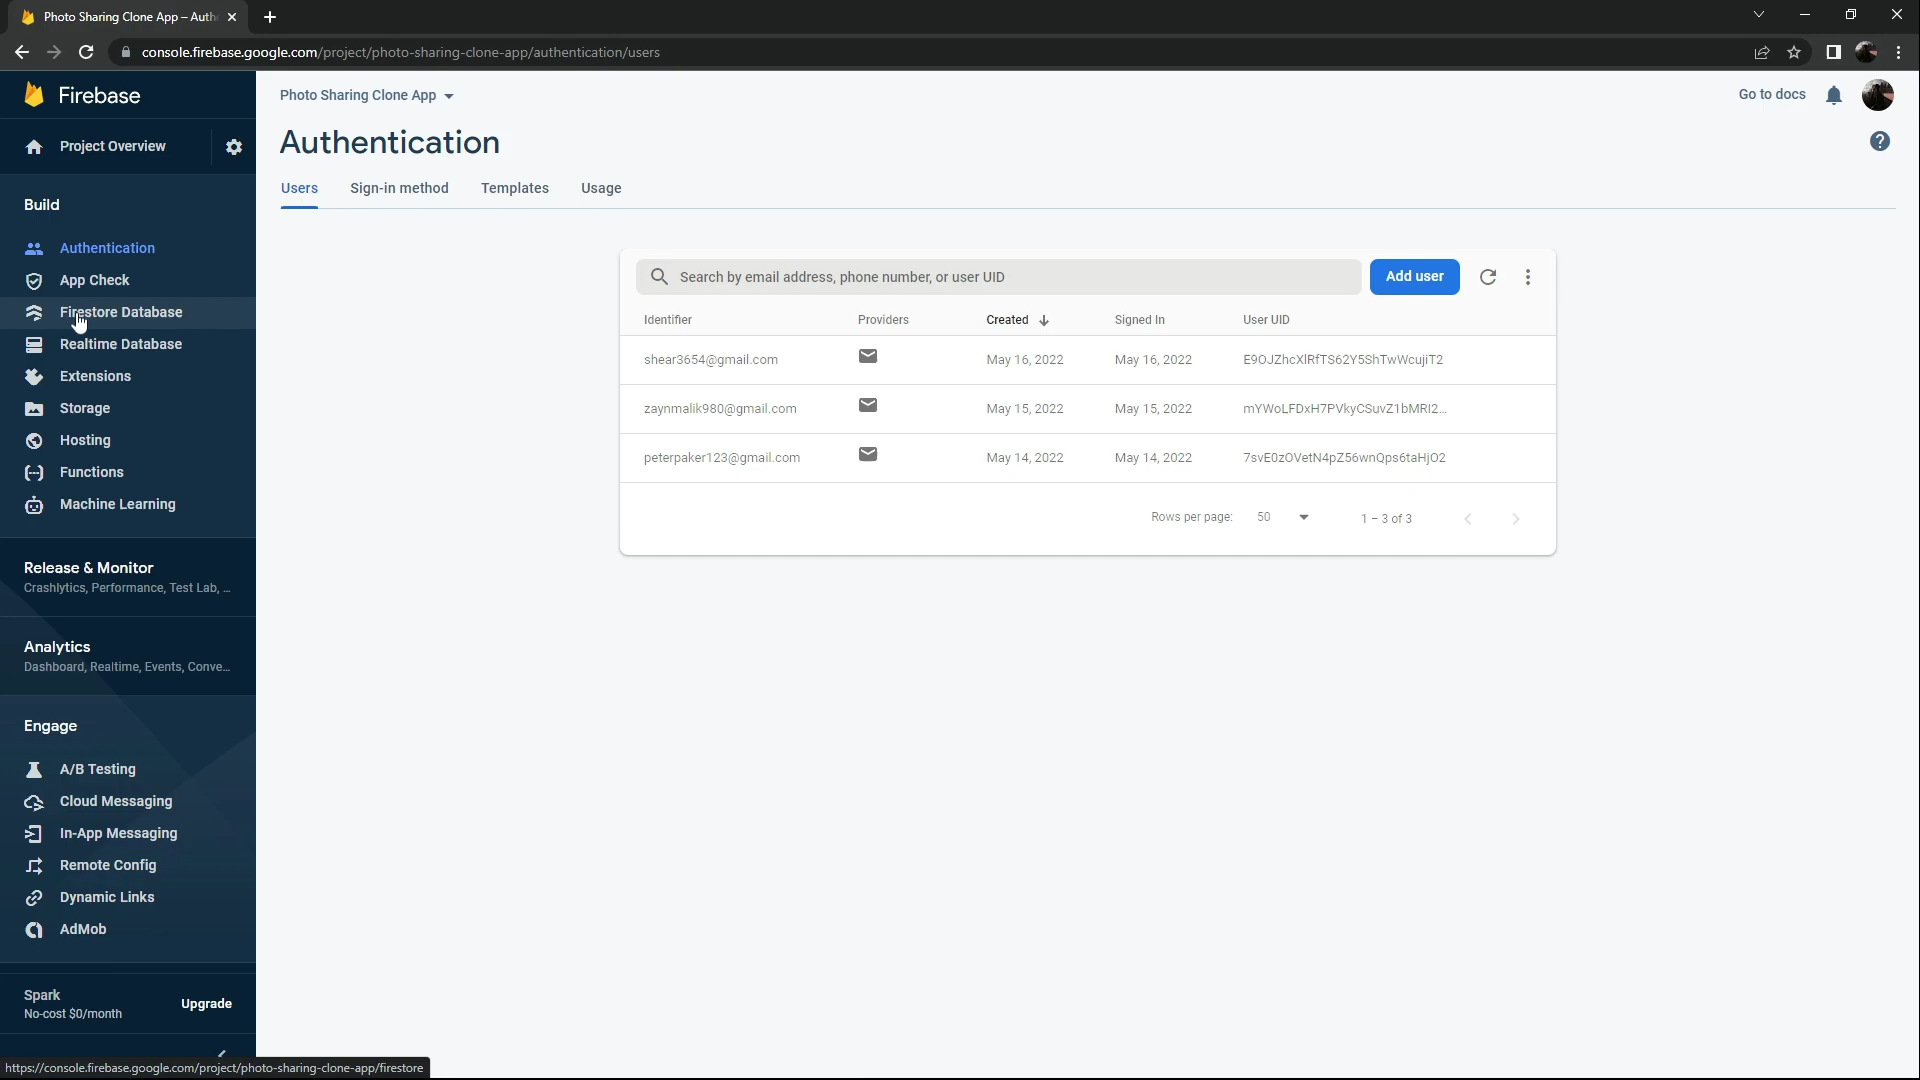 Photo Sharing Clone App – Auth
console.firebase.google.com/project/photo-sharing-clone-app/authentication/users
Firebase
Project Overview
Build
Authentication
App Check
Firestore Database
Realtime Database
Extensions
Storage
Hosting
Functions
Machine Learning
Release & Monitor
Crashlytics, Performance, Test Lab, ...
Analytics
Dashboard, Realtime, Events, Conve...
Engage
A/B Testing
Cloud Messaging
In-App Messaging
Remote Config
Dynamic Links
AdMob
Spark
No-cost $0/month
Upgrade
https://console.firebase.google.com/project/photo-sharing-clone-app/firestore
Photo Sharing Clone App
Go to docs
Authentication
Users Sign-in method Templates Usage
Search by email address, phone number, or user UID
Add user
Identifier Providers Created Signed In User UID
shear3654@gmail.com May 16, 2022 May 16, 2022 E9OJZhcXlRfTS62Y5ShTwWcujiT2
zaynmalik980@gmail.com May 15, 2022 May 15, 2022 mYWoLFDxH7PVkyCSuvZ1bMRI2...
peterpaker123@gmail.com May 14, 2022 May 14, 2022 7svE0zOVetN4pZ56wnQps6taHjO2
Rows per page: 50 1 – 3 of 3